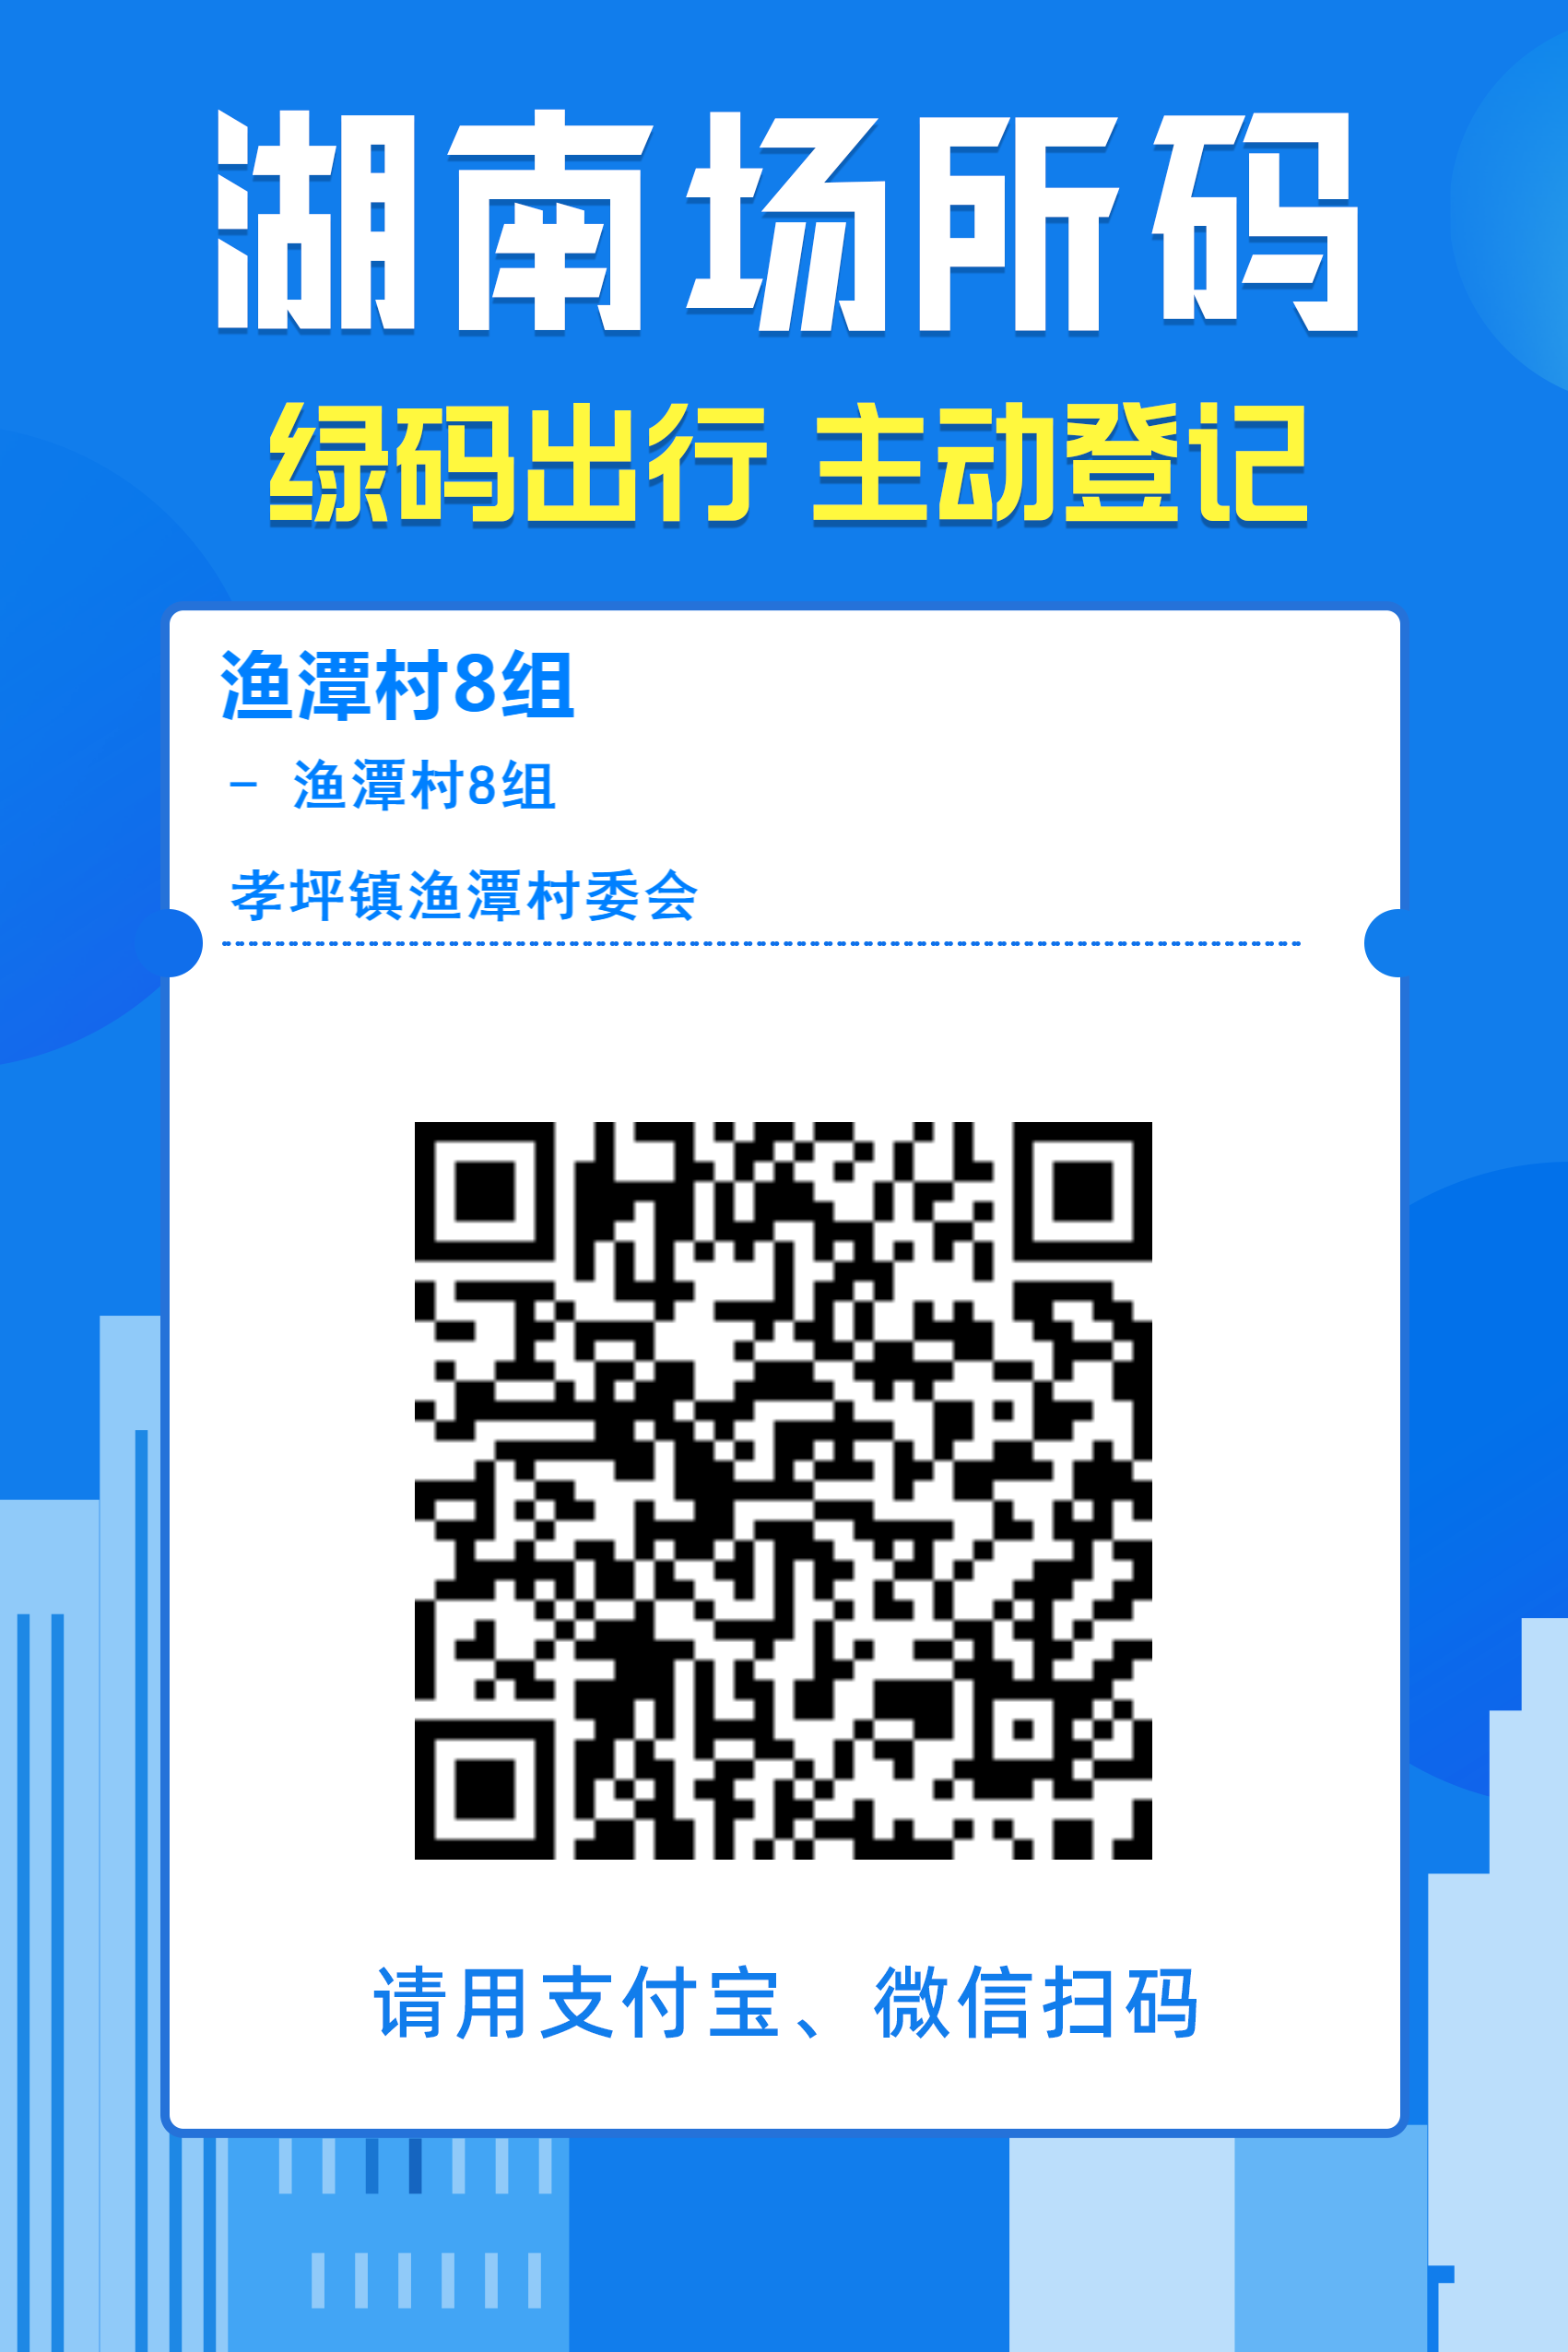 湖南场所码
绿码出行 主动登记
渔潭村8组
- 渔潭村8组
孝坪镇渔潭村委会
请用支付宝、微信扫码